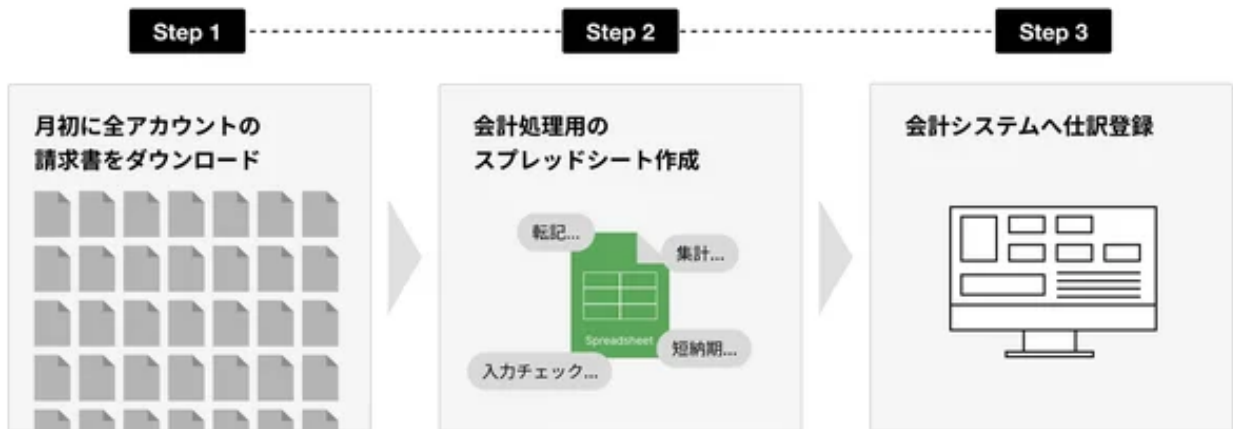 Step 1
Step 2
Step 3
月初に全アカウントの
請求書をダウンロード
会計処理用の
スプレッドシート作成
転記...
集計...
Spreadsheet
短納期...
入力チェック...
会計システムへ仕訳登録